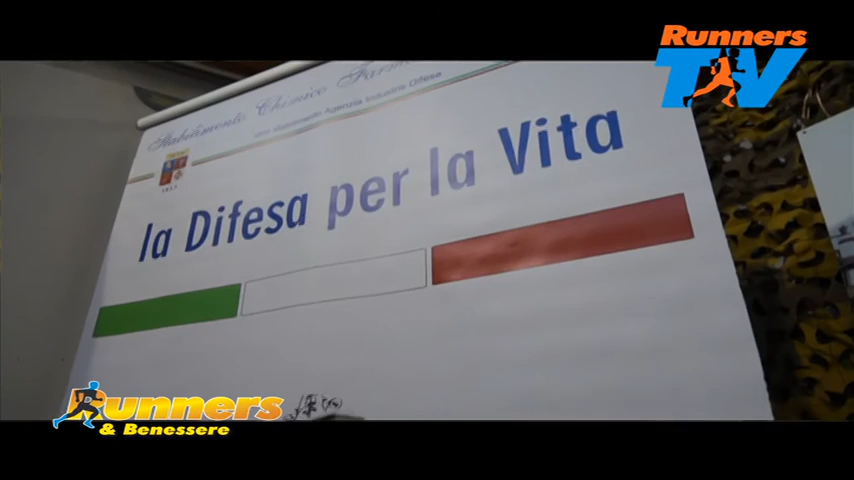 Runners
TV
Stabilimento Chimico Farm
Agenzia Industrie Difesa
la Difesa per la Vita
Runners
& Benessere